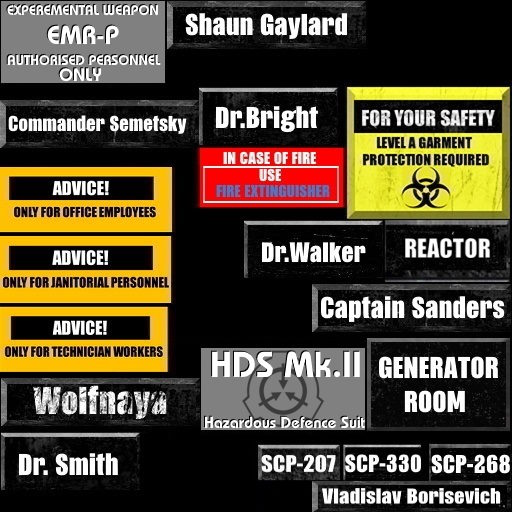 EXPEREMENTAL WEAPON
EMR-P
AUTHORISED PERSONNEL
ONLY
Shaun Gaylard
Commander Semefsky
Dr.Bright
FOR YOUR SAFETY
LEVEL A GARMENT
PROTECTION REQUIRED
IN CASE OF FIRE
USE
FIRE EXTINGUISHER
ADVICE!
ONLY FOR OFFICE EMPLOYEES
ADVICE!
ONLY FOR JANITORIAL PERSONNEL
ADVICE!
ONLY FOR TECHNICIAN WORKERS
Dr.Walker
REACTOR
Captain Sanders
HDS Mk.II
Hazardous Defence Suit
GENERATOR
ROOM
Wolfnaya
Dr. Smith
SCP-207
SCP-330
SCP-268
Vladislav Borisevich